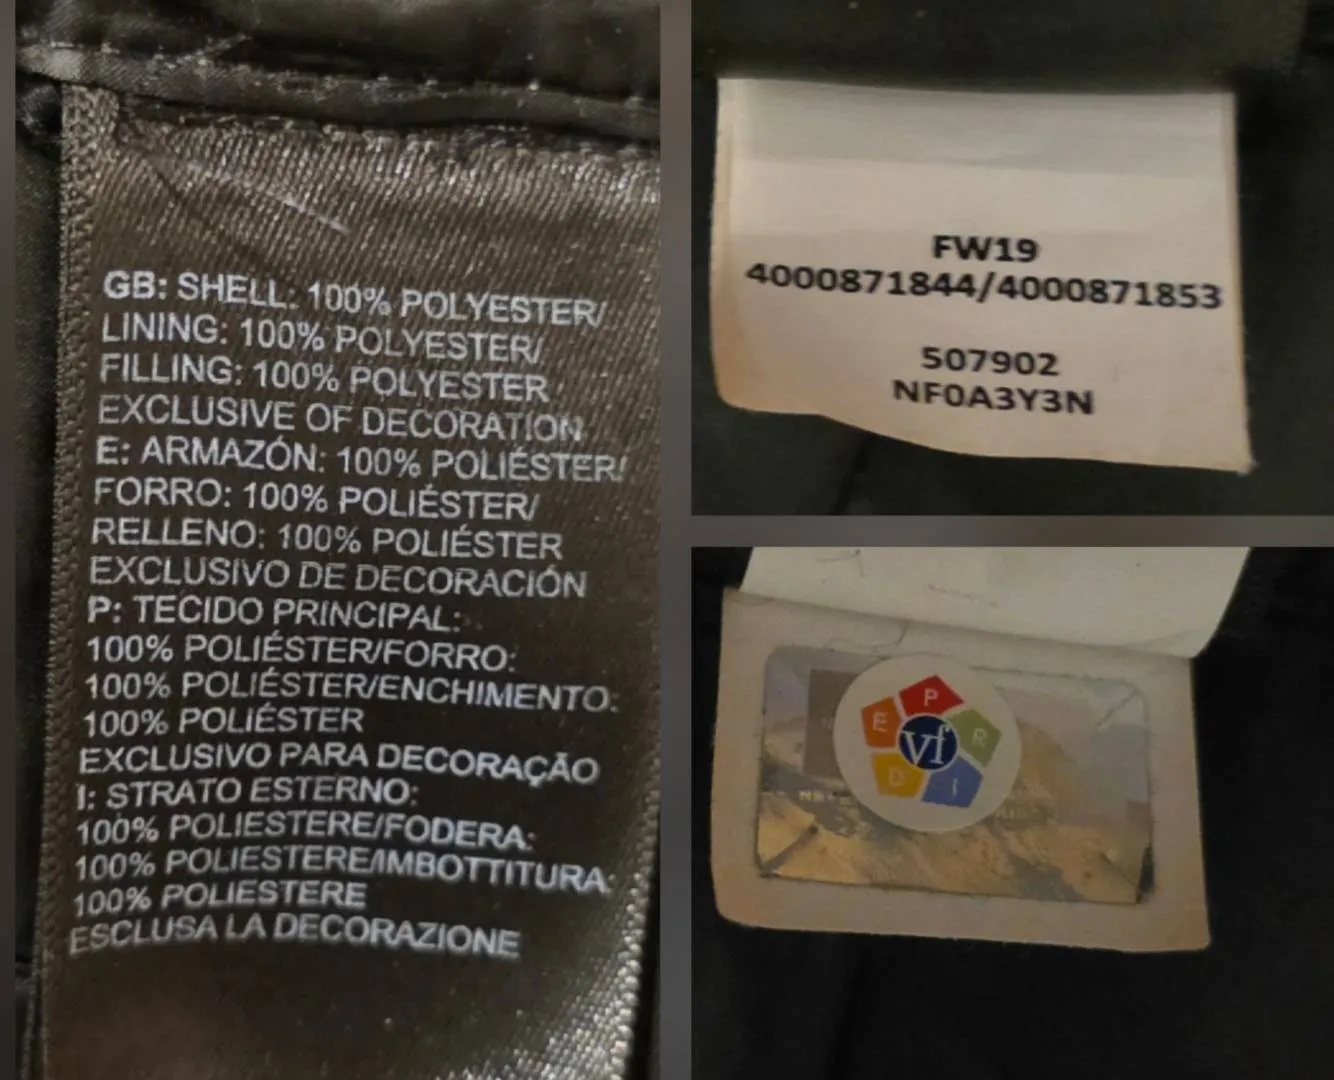 GB: SHELL: 100% POLYESTER/
LINING: 100% POLYESTER/
FILLING: 100% POLYESTER
EXCLUSIVE OF DECORATION
E: ARMAZÓN: 100% POLIÉSTER/
FORRO: 100% POLIÉSTER/
RELLENO: 100% POLIÉSTER
EXCLUSIVO DE DECORACIÓN
P: TECIDO PRINCIPAL:
100% POLIÉSTER/FORRO:
100% POLIÉSTER/ENCHIMENTO:
100% POLIÉSTER
EXCLUSIVO PARA DECORAÇÃO
I: STRATO ESTERNO:
100% POLIESTERE/FODERA:
100% POLIESTERE/IMBOTTITURA:
100% POLIESTERE
ESCLUSA LA DECORAZIONE
FW19
4000871844/4000871853
507902
NF0A3Y3N
P
E R
vf
D I